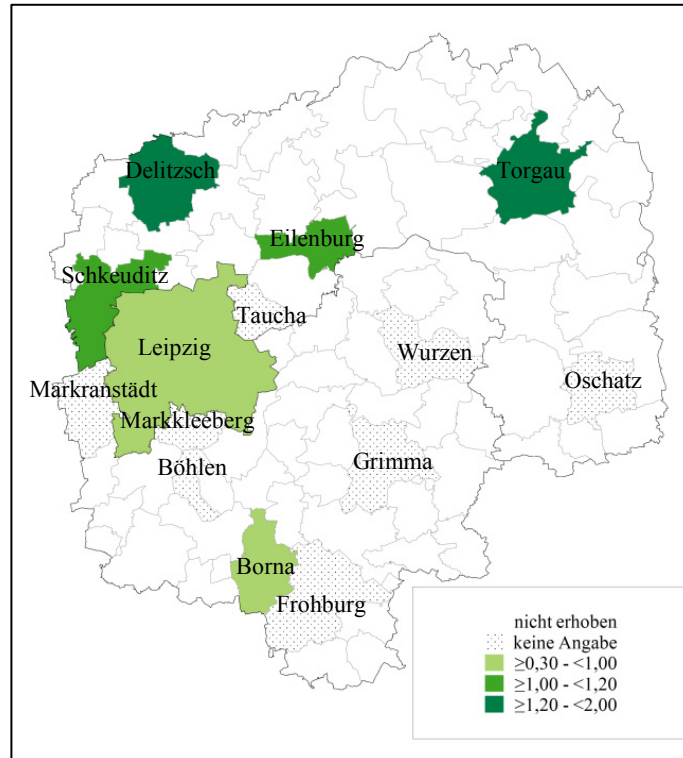 Delitzsch
Torgau
Eilenburg
Schkeuditz
Taucha
Leipzig
Wurzen
Oschatz
Markranstädt
Markkleeberg
Böhlen
Grimma
Borna
Frohburg
nicht erhoben
keine Angabe
≥0,30 - <1,00
≥1,00 - <1,20
≥1,20 - <2,00